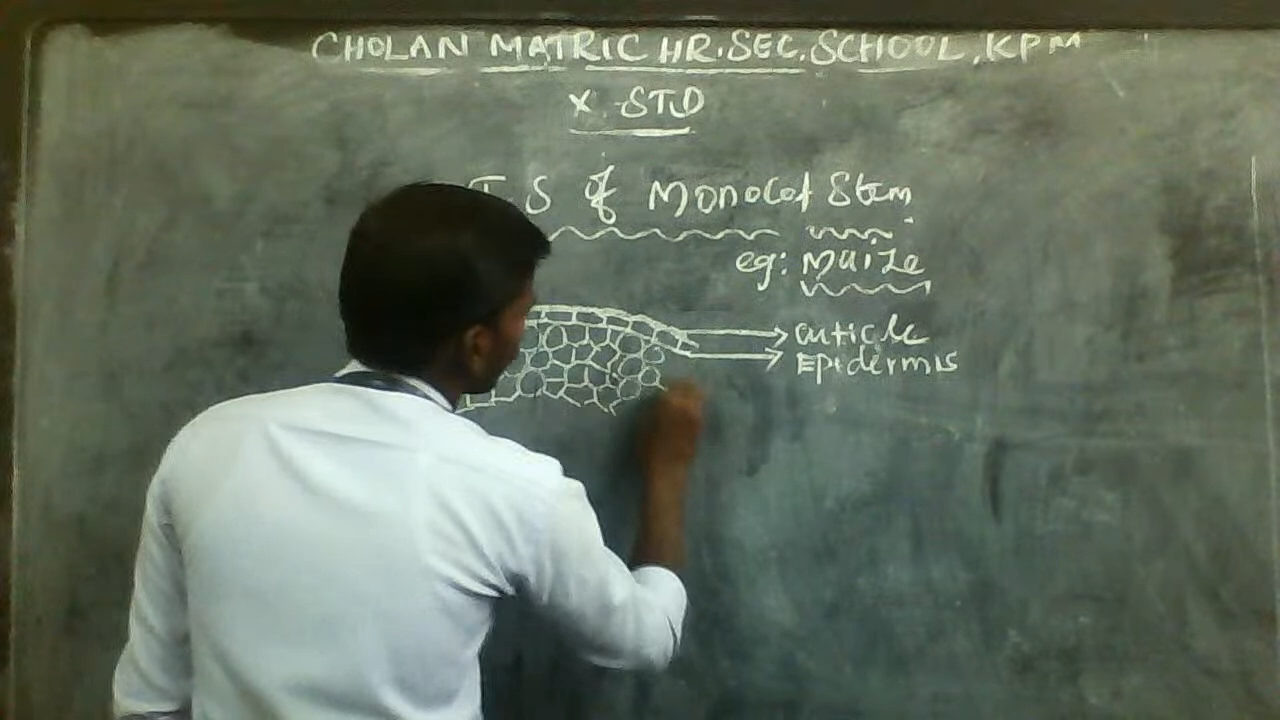 CHOLAN MATRIC HR.SEC.SCHOOL,KPM
X STD
T S of Monocot Stem
eg: Maize
cuticle
Epidermis